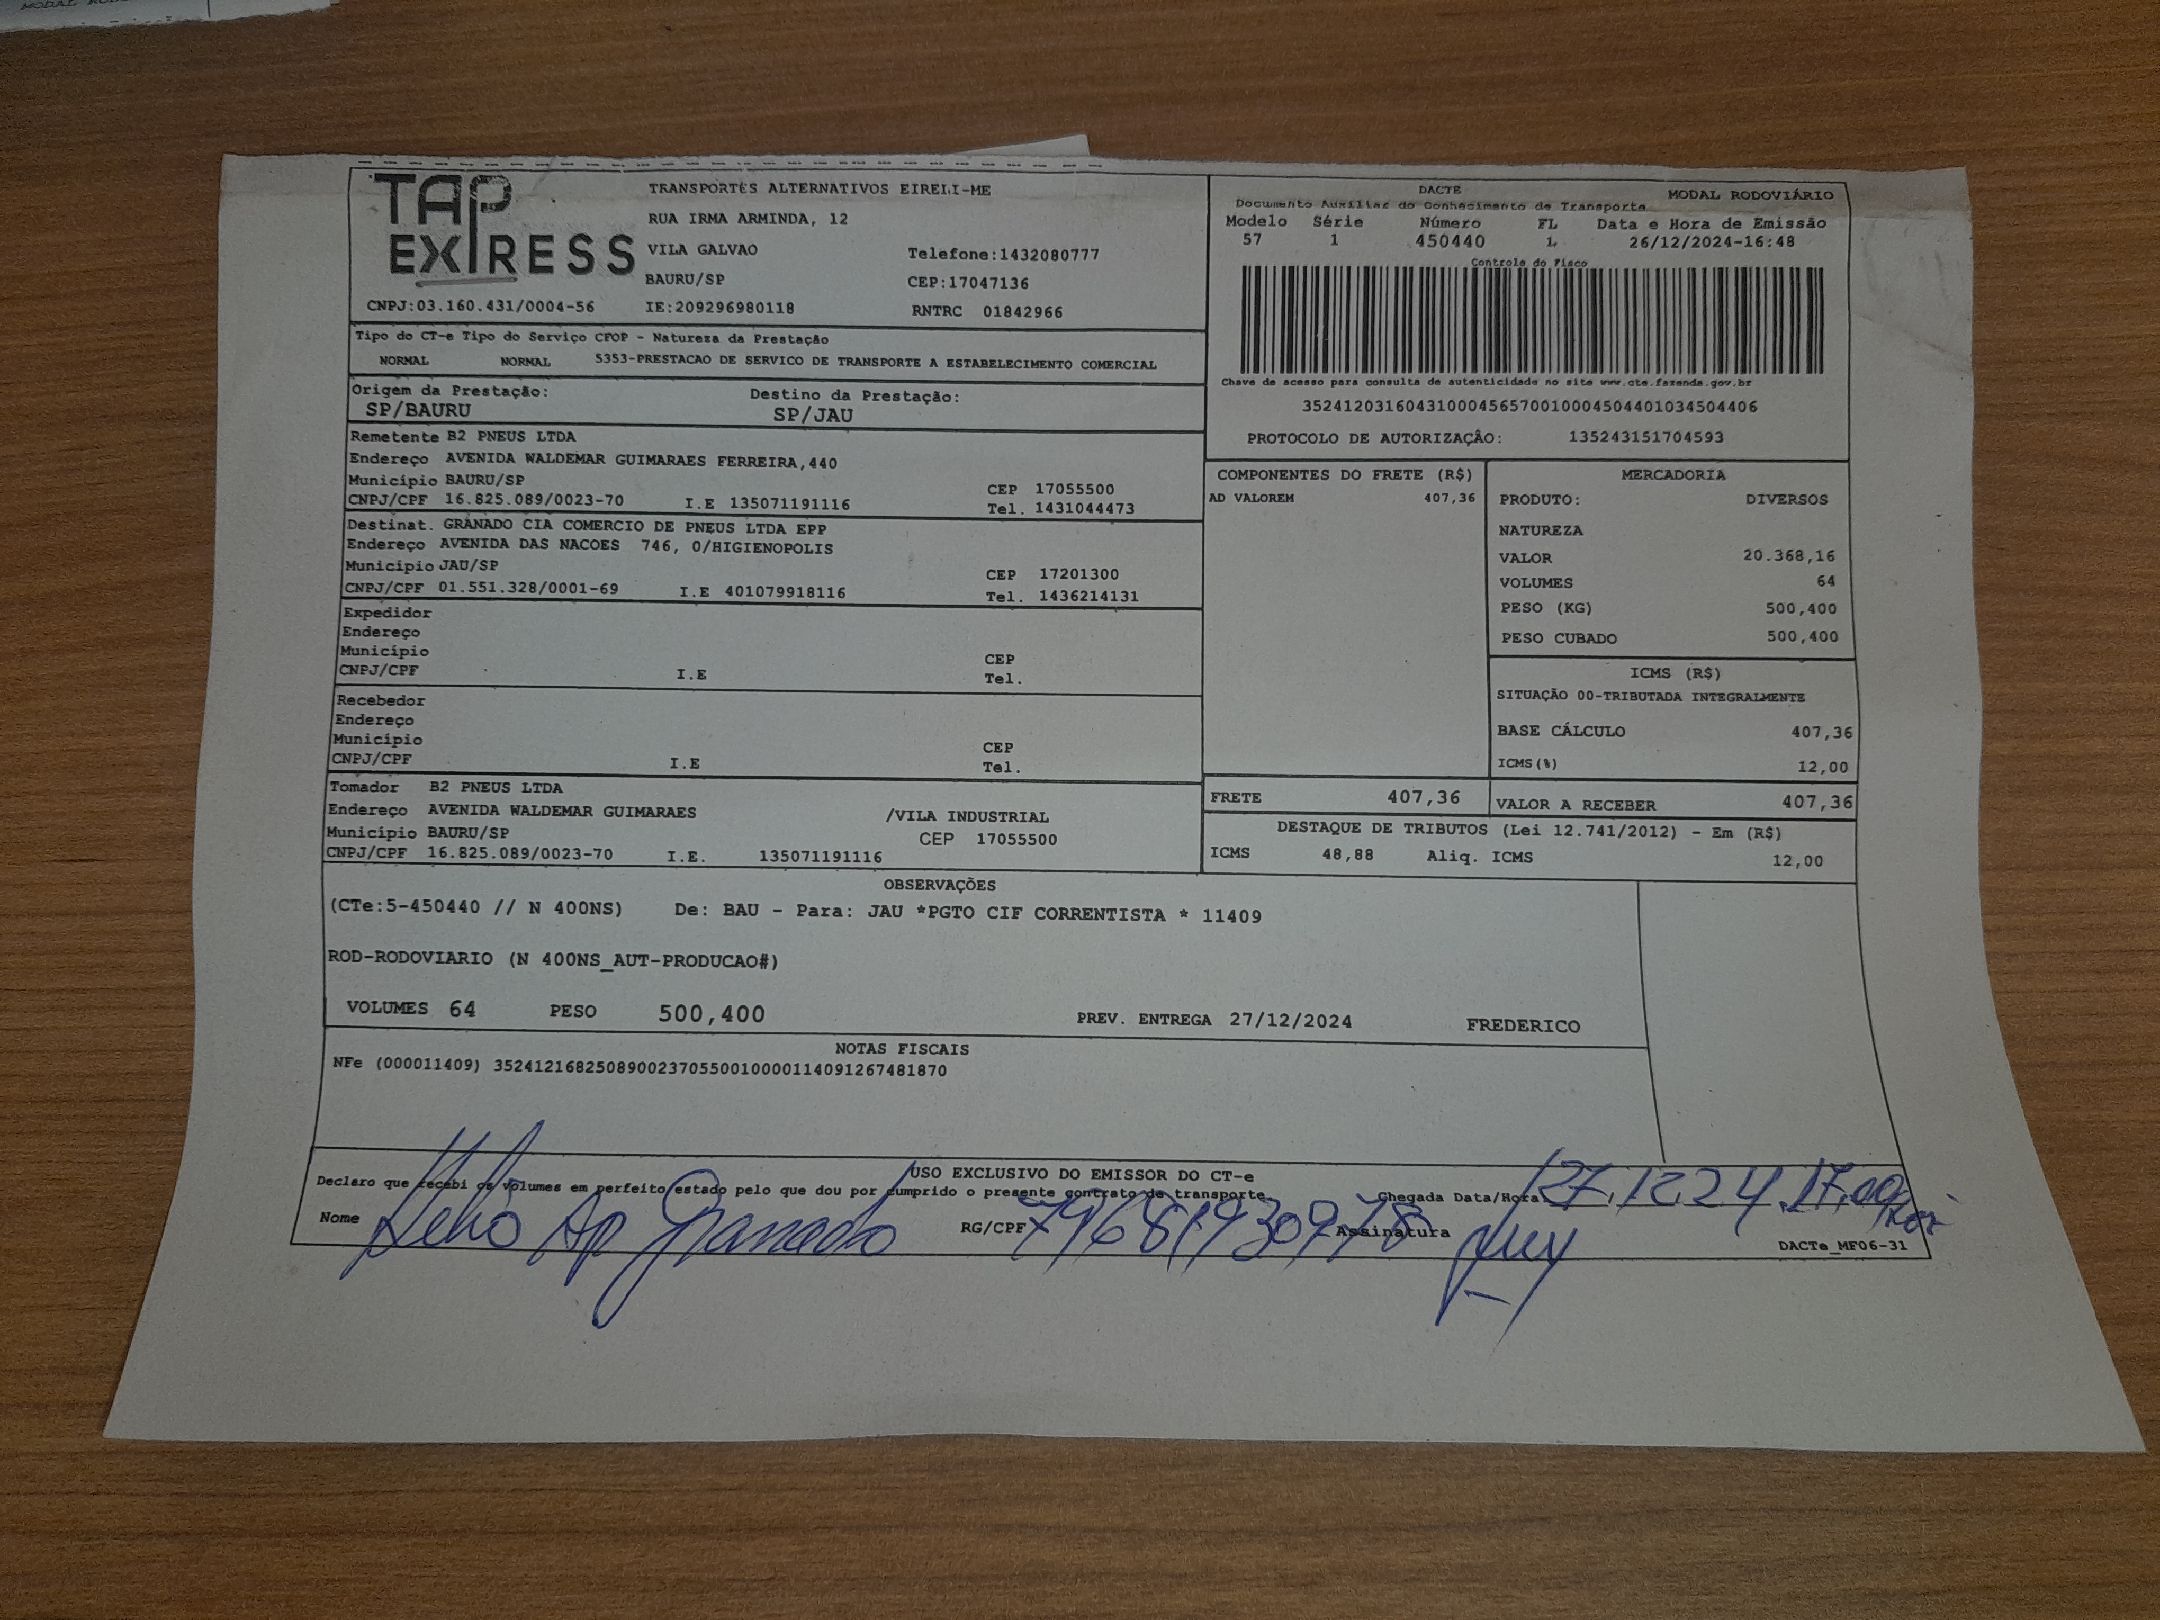 TAP EXPRESS
TRANSPORTES ALTERNATIVOS EIRELI-ME
RUA IRMA ARMINDA, 12
VILA GALVAO Telefone:1432080777
BAURU/SP CEP:17047136
CNPJ:03.160.431/0004-56 IE:209296980118 RNTRC 01842966
DACTE MODAL RODOVIÁRIO
Documento Auxiliar do Conhecimento de Transporte
Modelo Série Número FL Data e Hora de Emissão
57 1 450440 1 26/12/2024-16:48
Controle do Fisco
Chave de acesso para consulta de autenticidade no site www.cte.fazenda.gov.br
35241203160431000456570010004504401034504406
PROTOCOLO DE AUTORIZAÇÃO: 135243151704593
Tipo do CT-e Tipo do Serviço CFOP - Natureza da Prestação
NORMAL NORMAL 5353-PRESTACAO DE SERVICO DE TRANSPORTE A ESTABELECIMENTO COMERCIAL
Origem da Prestação: Destino da Prestação:
SP/BAURU SP/JAU
Remetente B2 PNEUS LTDA
Endereço AVENIDA WALDEMAR GUIMARAES FERREIRA,440
Município BAURU/SP CEP 17055500
CNPJ/CPF 16.825.089/0023-70 I.E 135071191116 Tel. 1431044473
Destinat. GRANADO CIA COMERCIO DE PNEUS LTDA EPP
Endereço AVENIDA DAS NACOES 746, 0/HIGIENOPOLIS
Município JAU/SP CEP 17201300
CNPJ/CPF 01.551.328/0001-69 I.E 401079918116 Tel. 1436214131
Expedidor
Endereço
Município CEP
CNPJ/CPF I.E Tel.
Recebedor
Endereço
Município CEP
CNPJ/CPF I.E Tel.
Tomador B2 PNEUS LTDA
Endereço AVENIDA WALDEMAR GUIMARAES /VILA INDUSTRIAL
Município BAURU/SP CEP 17055500
CNPJ/CPF 16.825.089/0023-70 I.E. 135071191116
COMPONENTES DO FRETE (R$)
AD VALOREM 407,36
MERCADORIA
PRODUTO: DIVERSOS
NATUREZA
VALOR 20.368,16
VOLUMES 64
PESO (KG) 500,400
PESO CUBADO 500,400
ICMS (R$)
SITUAÇÃO 00-TRIBUTADA INTEGRALMENTE
BASE CÁLCULO 407,36
ICMS(%) 12,00
FRETE 407,36 VALOR A RECEBER 407,36
DESTAQUE DE TRIBUTOS (Lei 12.741/2012) - Em (R$)
ICMS 48,88 Aliq. ICMS 12,00
OBSERVAÇÕES
(CTe:5-450440 // N 400NS) De: BAU - Para: JAU *PGTO CIF CORRENTISTA * 11409
ROD-RODOVIARIO (N 400NS_AUT-PRODUCAO#)
VOLUMES 64 PESO 500,400 PREV. ENTREGA 27/12/2024 FREDERICO
NOTAS FISCAIS
NFe (000011409) 35241216825089002370550010000114091267481870
USO EXCLUSIVO DO EMISSOR DO CT-e
Declaro que recebi os volumes em perfeito estado pelo que dou por cumprido o presente contrato de transporte.
Chegada Data/Hora 27.12.24.17,00
Nome Helio Ap Granado RG/CPF 79681930978 Assinatura
DACTe_MF06-31